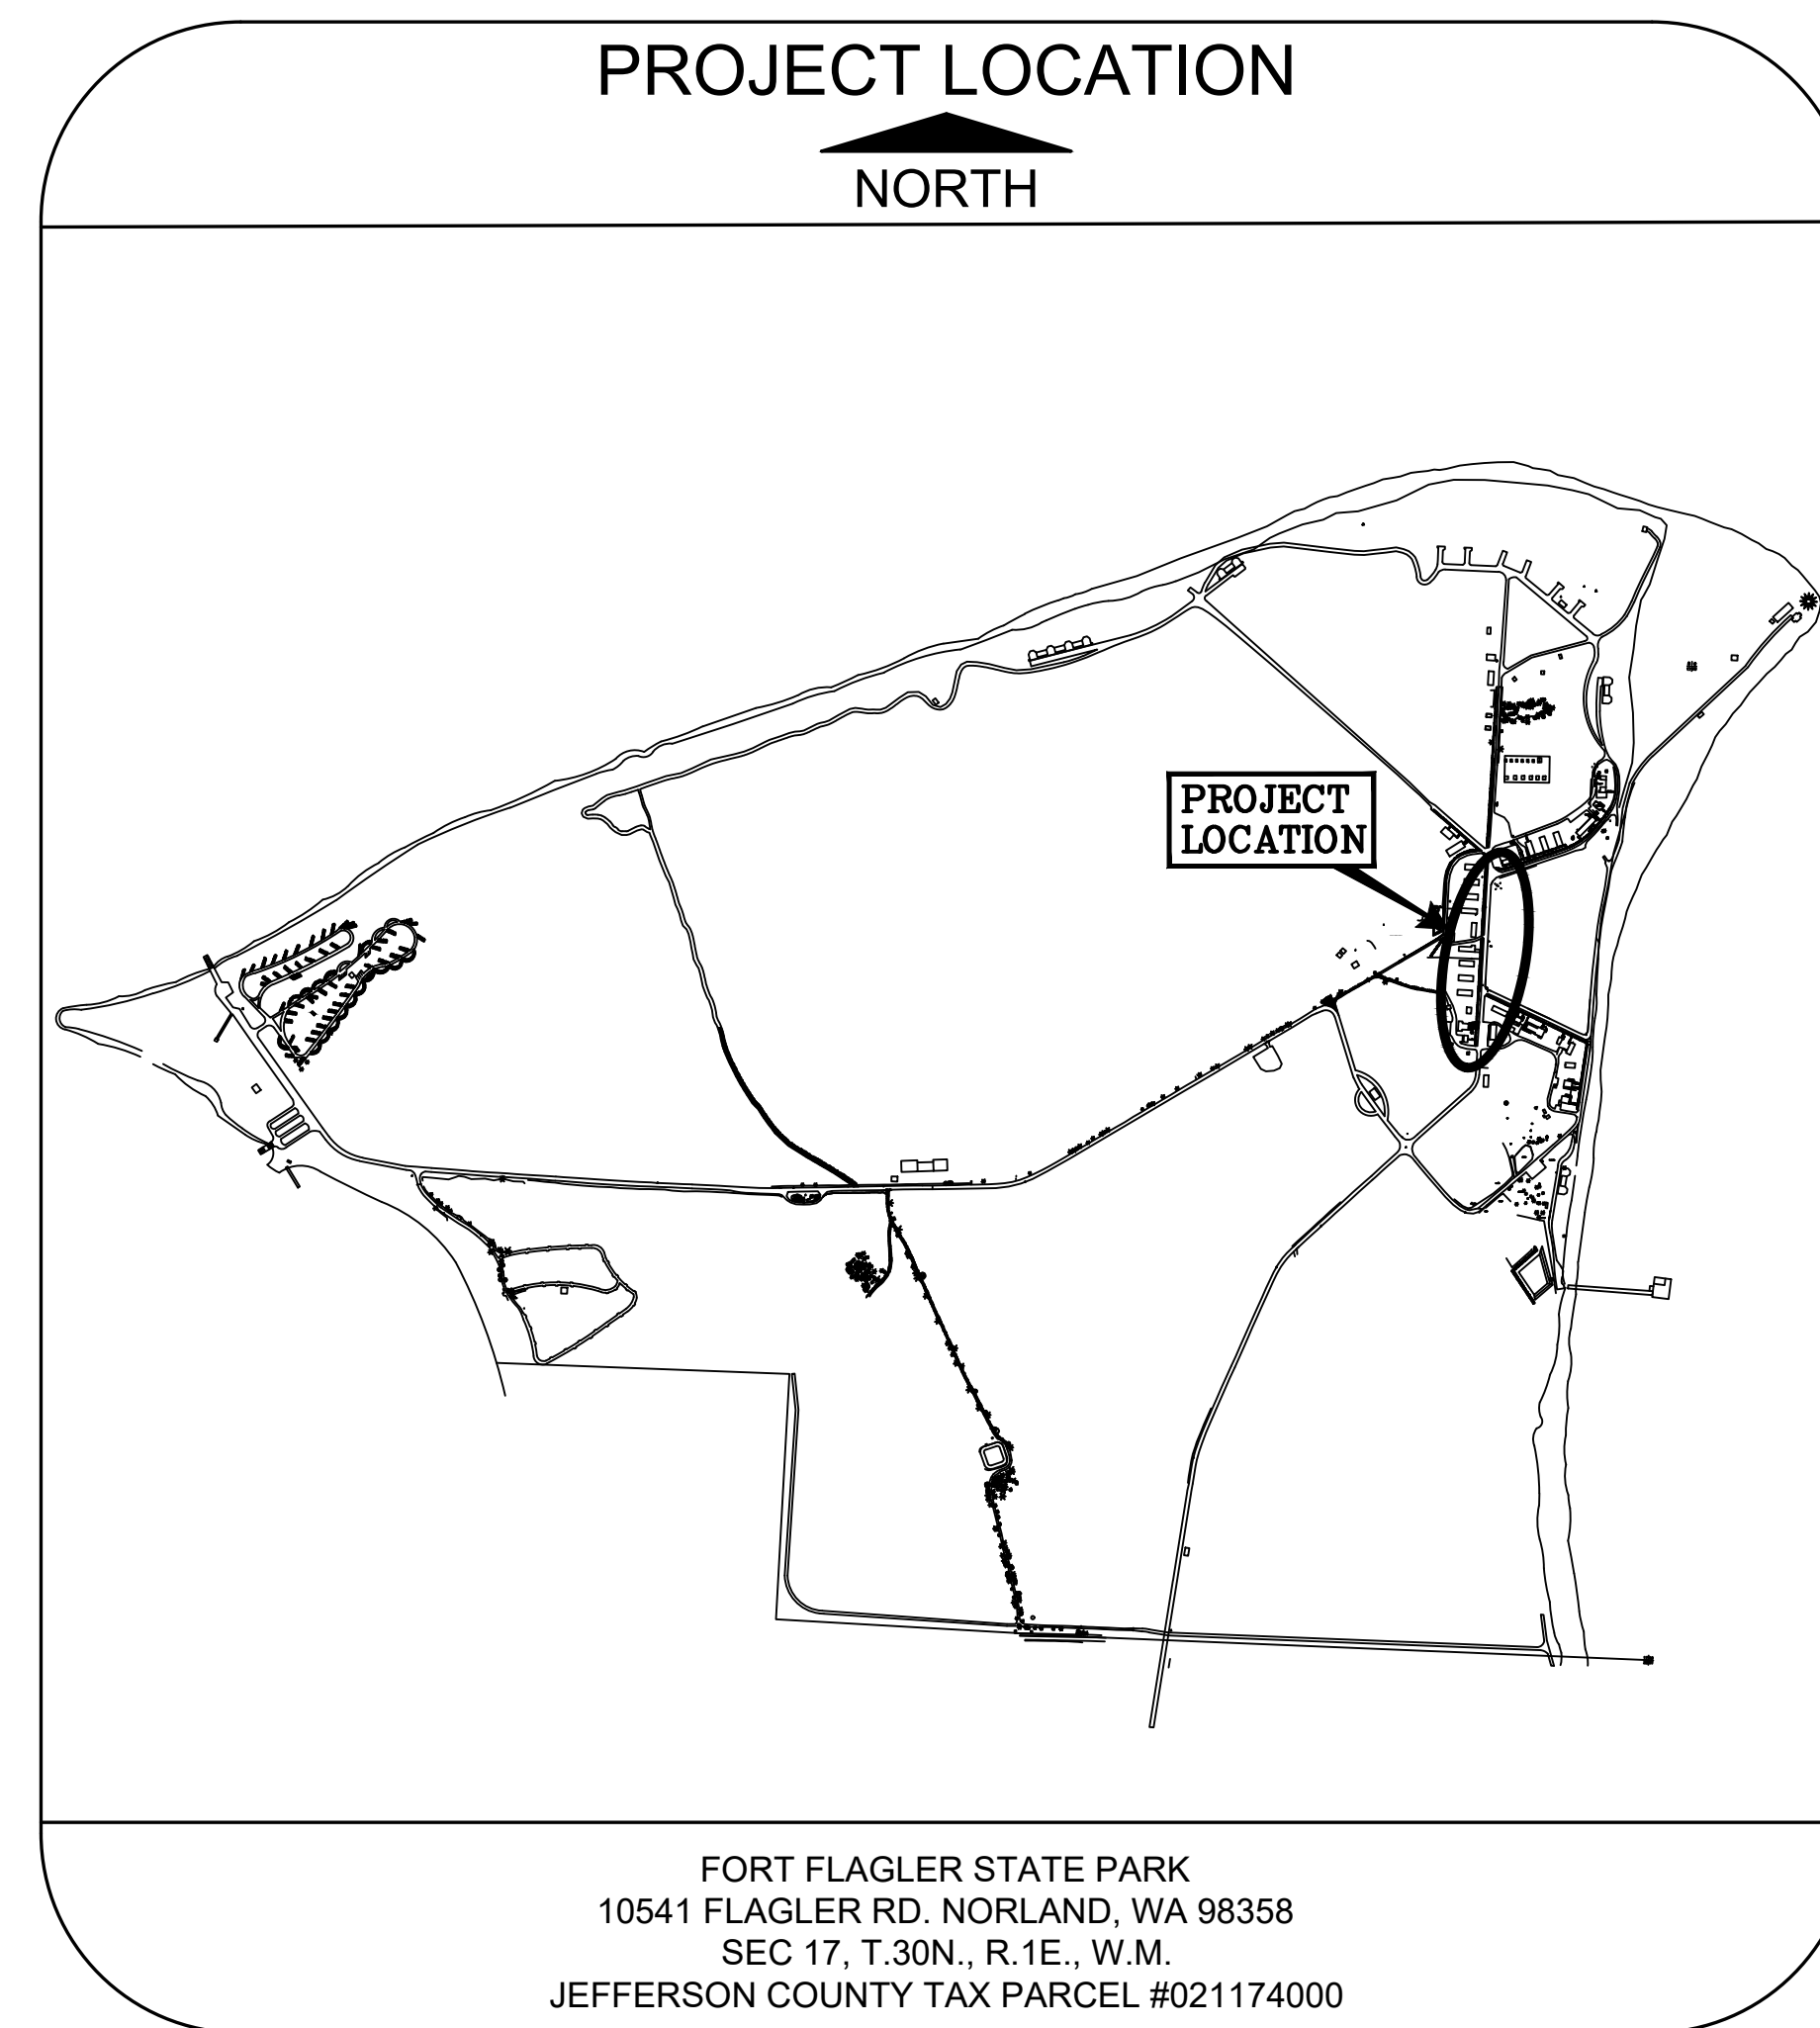 PROJECT LOCATION
NORTH
PROJECT
LOCATION
FORT FLAGLER STATE PARK
10541 FLAGLER RD. NORLAND, WA 98358
SEC 17, T.30N., R.1E., W.M.
JEFFERSON COUNTY TAX PARCEL #021174000